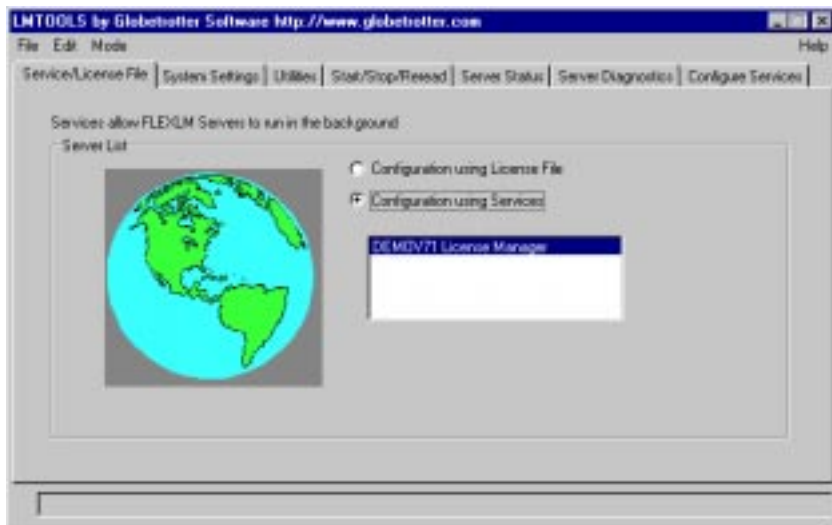 LMTOOLS by Globetrotter Software http://www.globetrotter.com
File Edit Mode Help
Service/License File System Settings Utilities Start/Stop/Reread Server Status Server Diagnostics Configure Services
Services allow FLEXLM Servers to run in the background
Server List
Configuration using License File
Configuration using Services
DEMOV71 License Manager